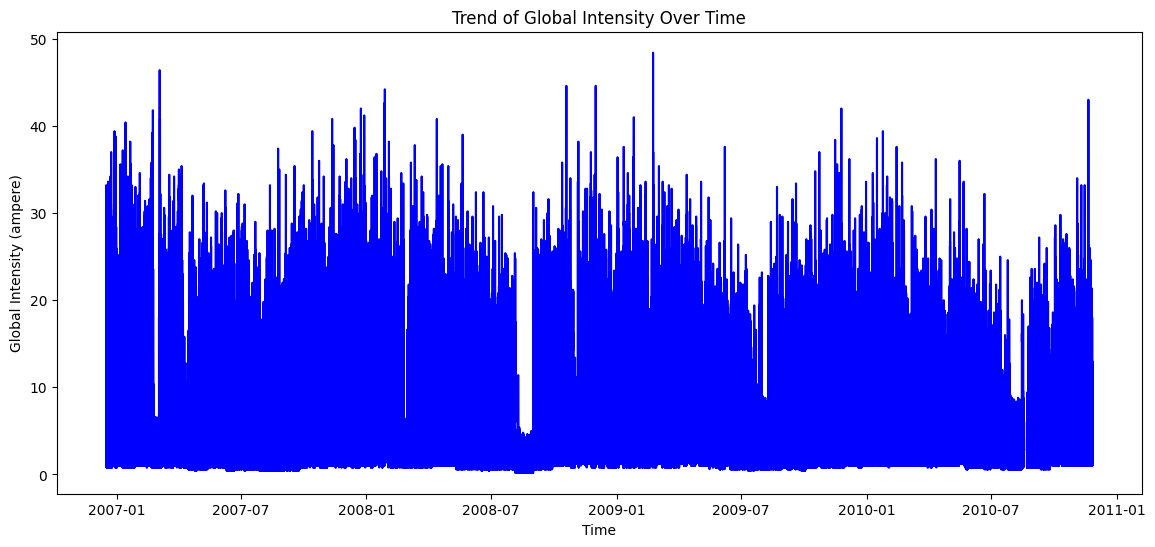 Trend of Global Intensity Over Time
Global Intensity (ampere)
50
40
30
20
10
0
2007-01 2007-07 2008-01 2008-07 2009-01 2009-07 2010-01 2010-07 2011-01
Time